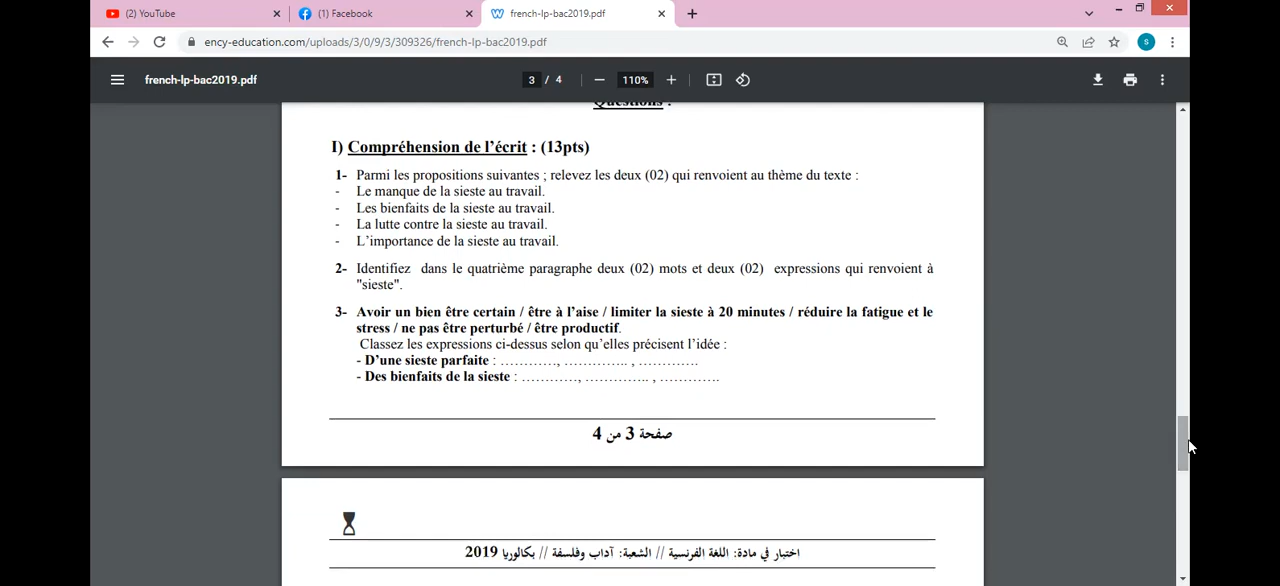 (2) YouTube
(1) Facebook
french-lp-bac2019.pdf
ency-education.com/uploads/3/0/9/3/309326/french-lp-bac2019.pdf
s
french-lp-bac2019.pdf
3 / 4
110%
Questions :
I) Compréhension de l’écrit : (13pts)
1- Parmi les propositions suivantes ; relevez les deux (02) qui renvoient au thème du texte :
- Le manque de la sieste au travail.
- Les bienfaits de la sieste au travail.
- La lutte contre la sieste au travail.
- L’importance de la sieste au travail.
2- Identifiez dans le quatrième paragraphe deux (02) mots et deux (02) expressions qui renvoient à
"sieste".
3- Avoir un bien être certain / être à l’aise / limiter la sieste à 20 minutes / réduire la fatigue et le
stress / ne pas être perturbé / être productif.
Classez les expressions ci-dessus selon qu’elles précisent l’idée :
- D’une sieste parfaite : …………, ………….. , ………….
- Des bienfaits de la sieste : …………, ………….. , ………….
صفحة 3 من 4
اختبار في مادة: اللغة الفرنسية // الشعبة: آداب وفلسفة // بكالوريا 2019